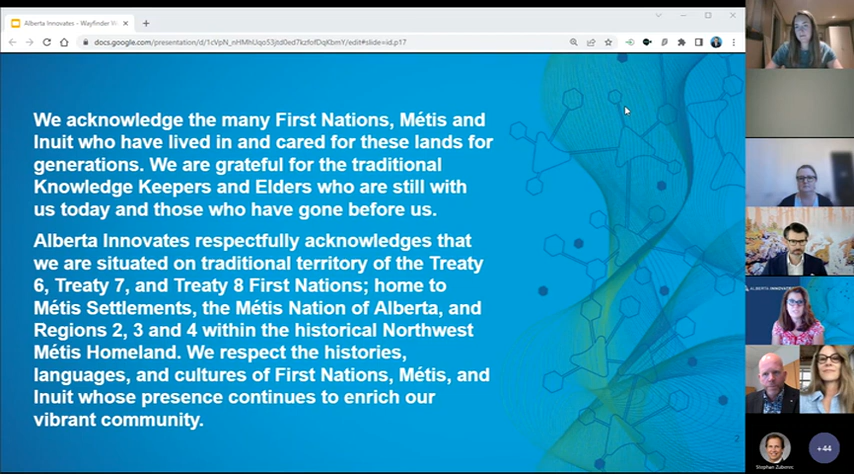 Alberta Innovates - Wayfinder W
docs.google.com/presentation/d/1cVpN_nHMhUqo53jtd0ed7kzfofDqKbmY/edit#slide=id.p17
We acknowledge the many First Nations, Métis and
Inuit who have lived in and cared for these lands for
generations. We are grateful for the traditional
Knowledge Keepers and Elders who are still with
us today and those who have gone before us.
Alberta Innovates respectfully acknowledges that
we are situated on traditional territory of the Treaty
6, Treaty 7, and Treaty 8 First Nations; home to
Métis Settlements, the Métis Nation of Alberta, and
Regions 2, 3 and 4 within the historical Northwest
Métis Homeland. We respect the histories,
languages, and cultures of First Nations, Métis, and
Inuit whose presence continues to enrich our
vibrant community.
2
ALBERTA INNOVATES
Stephan Zuberec
+44